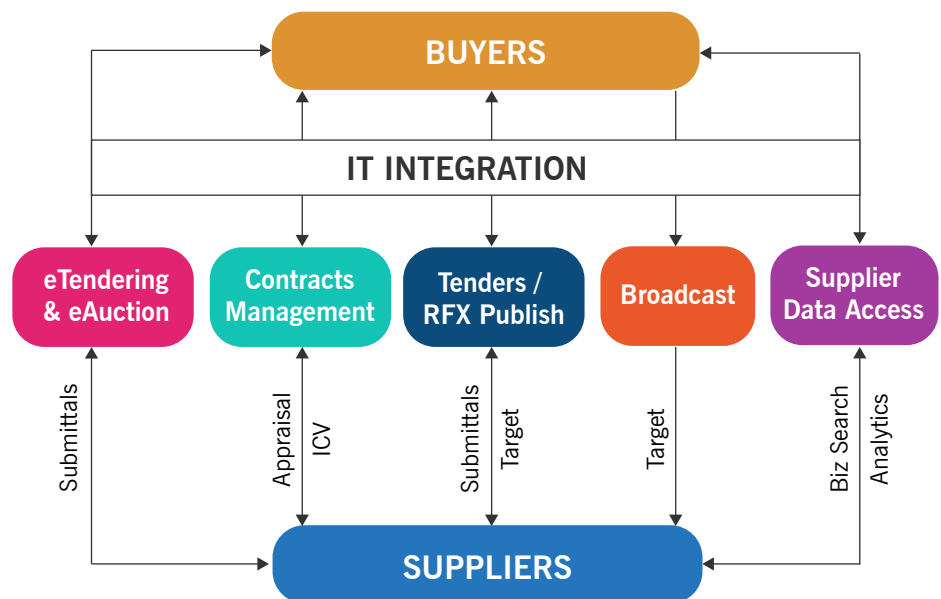 BUYERS
IT INTEGRATION
eTendering
& eAuction
Contracts
Management
Tenders /
RFX Publish
Broadcast
Supplier
Data Access
Submittals
Appraisal
ICV
Submittals
Target
Target
Biz Search
Analytics
SUPPLIERS